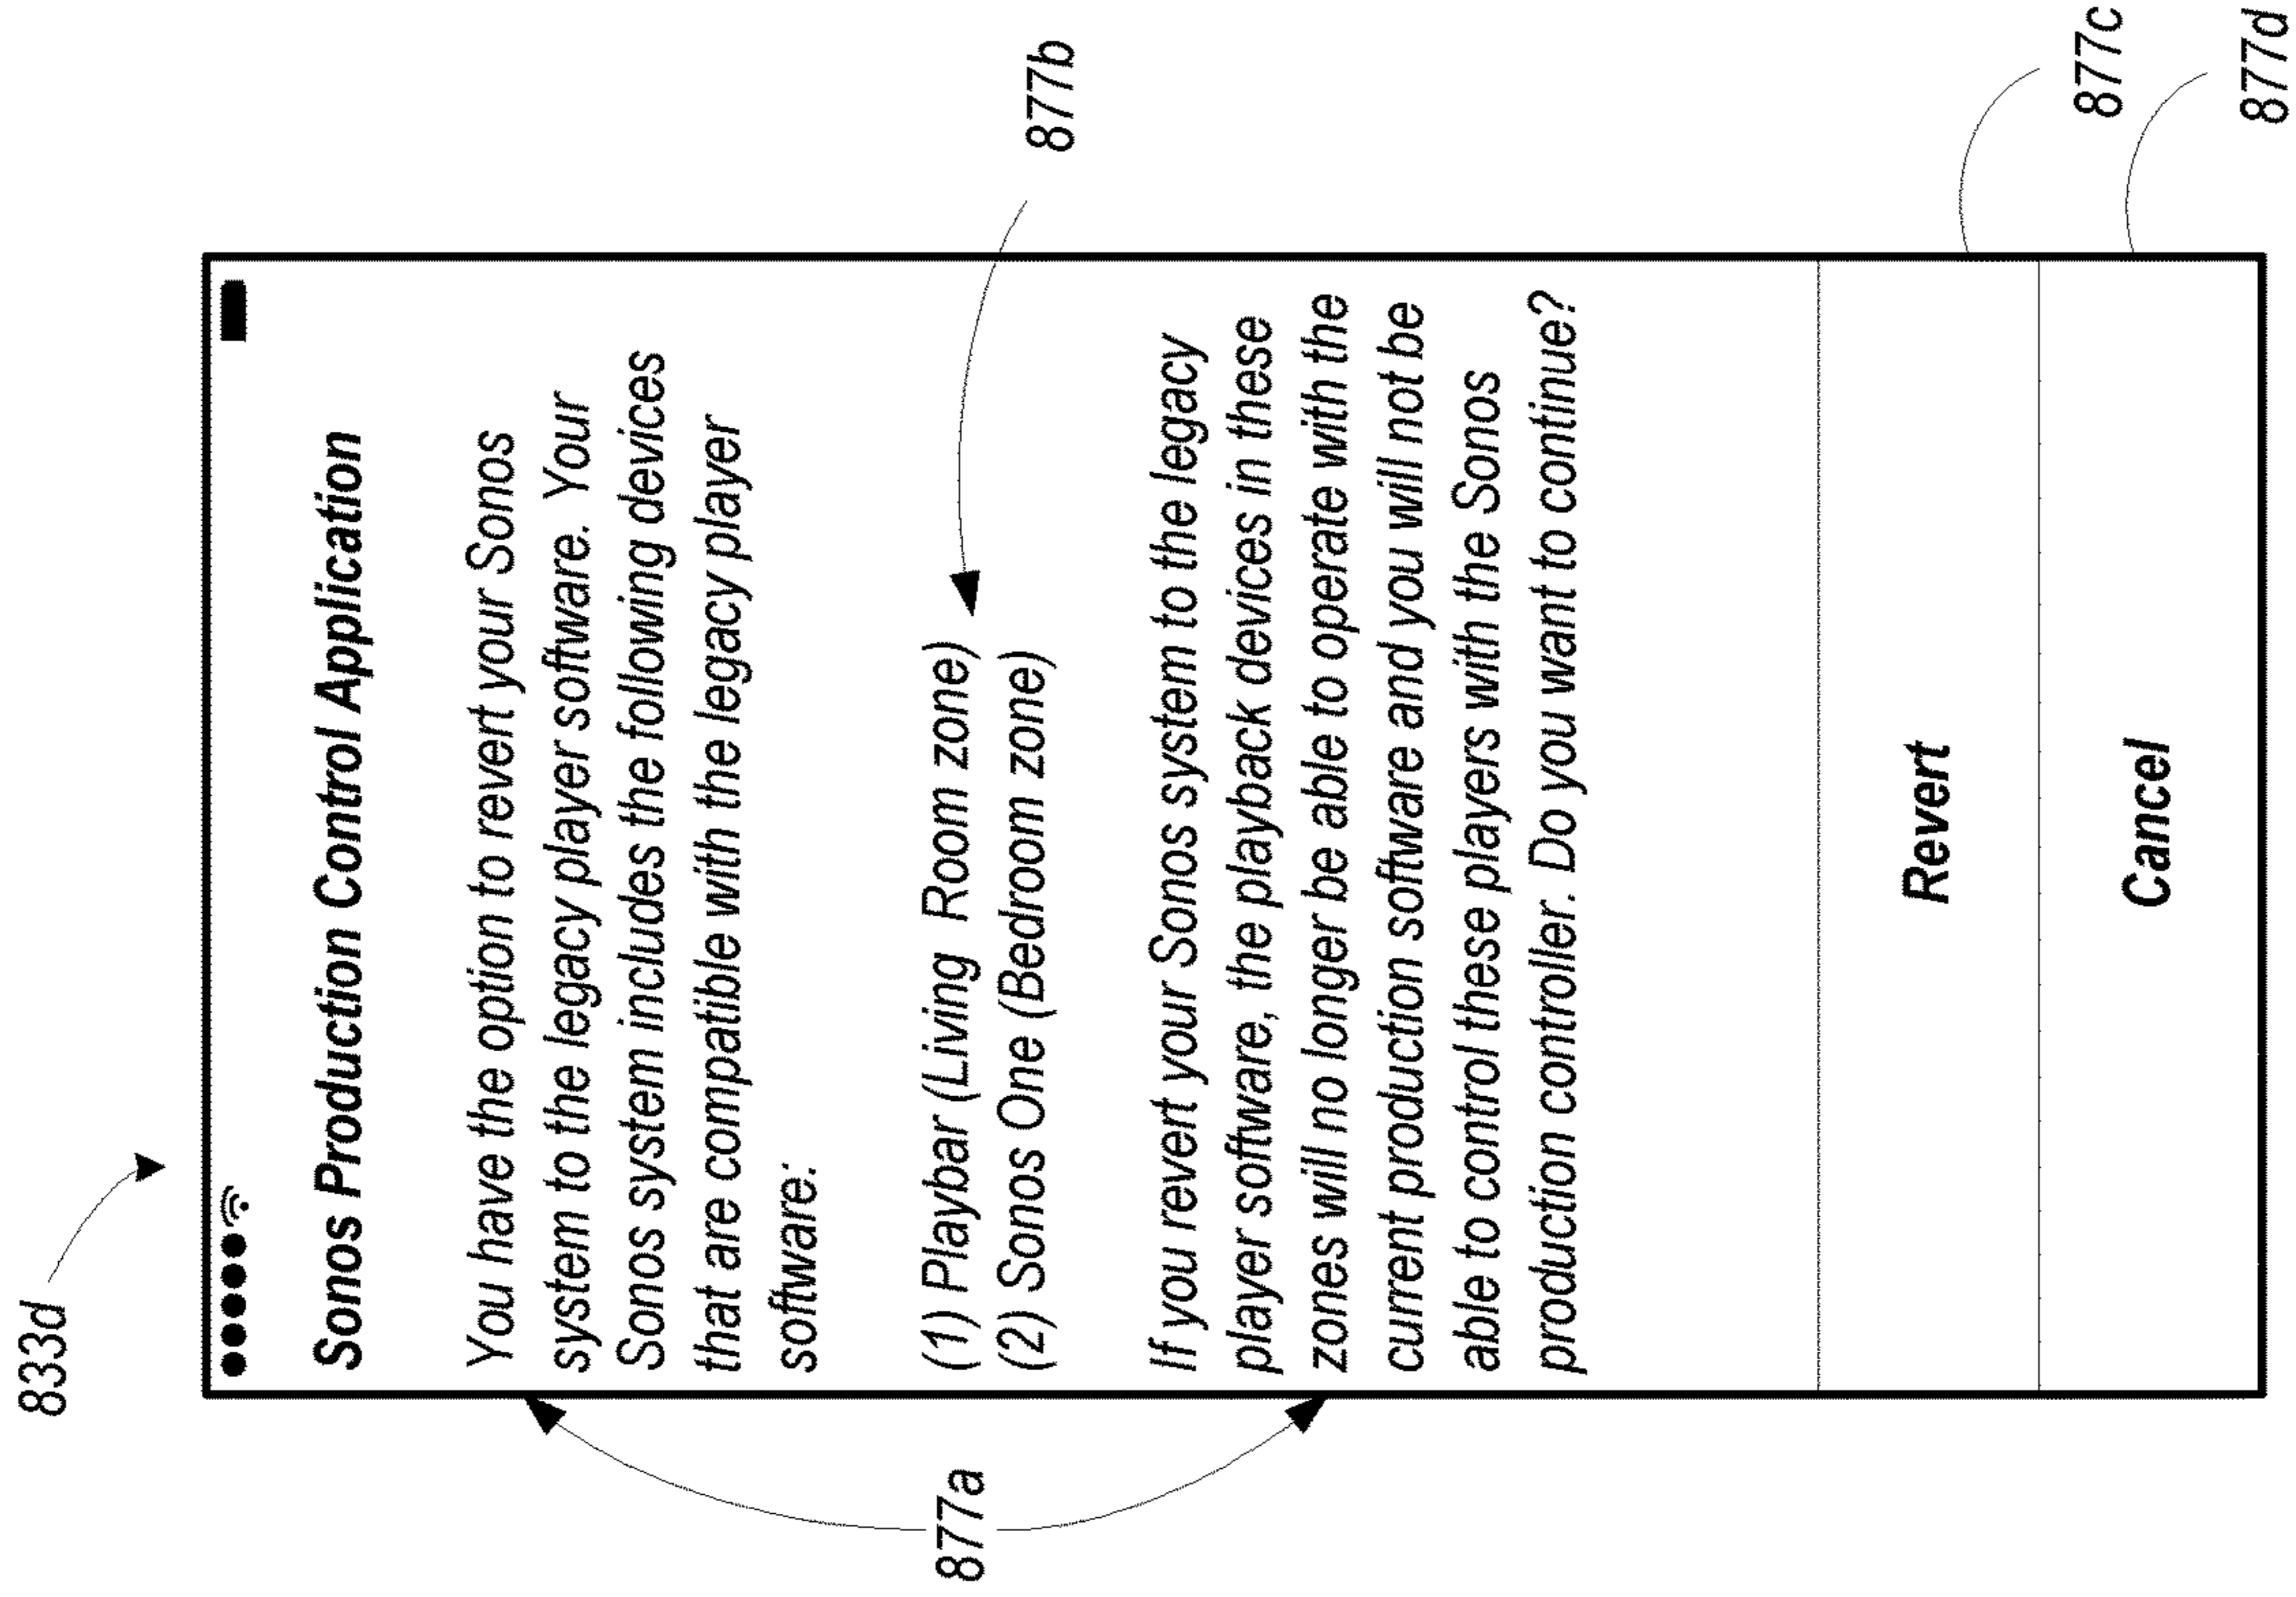 833d
Sonos Production Control Application
You have the option to revert your Sonos
system to the legacy player software. Your
Sonos system includes the following devices
that are compatible with the legacy player
software:
(1) Playbar (Living Room zone)
(2) Sonos One (Bedroom zone)
If you revert your Sonos system to the legacy
player software, the playback devices in these
zones will no longer be able to operate with the
current production software and you will not be
able to control these players with the Sonos
production controller. Do you want to continue?
Revert
Cancel
877a
877b
877c
877d